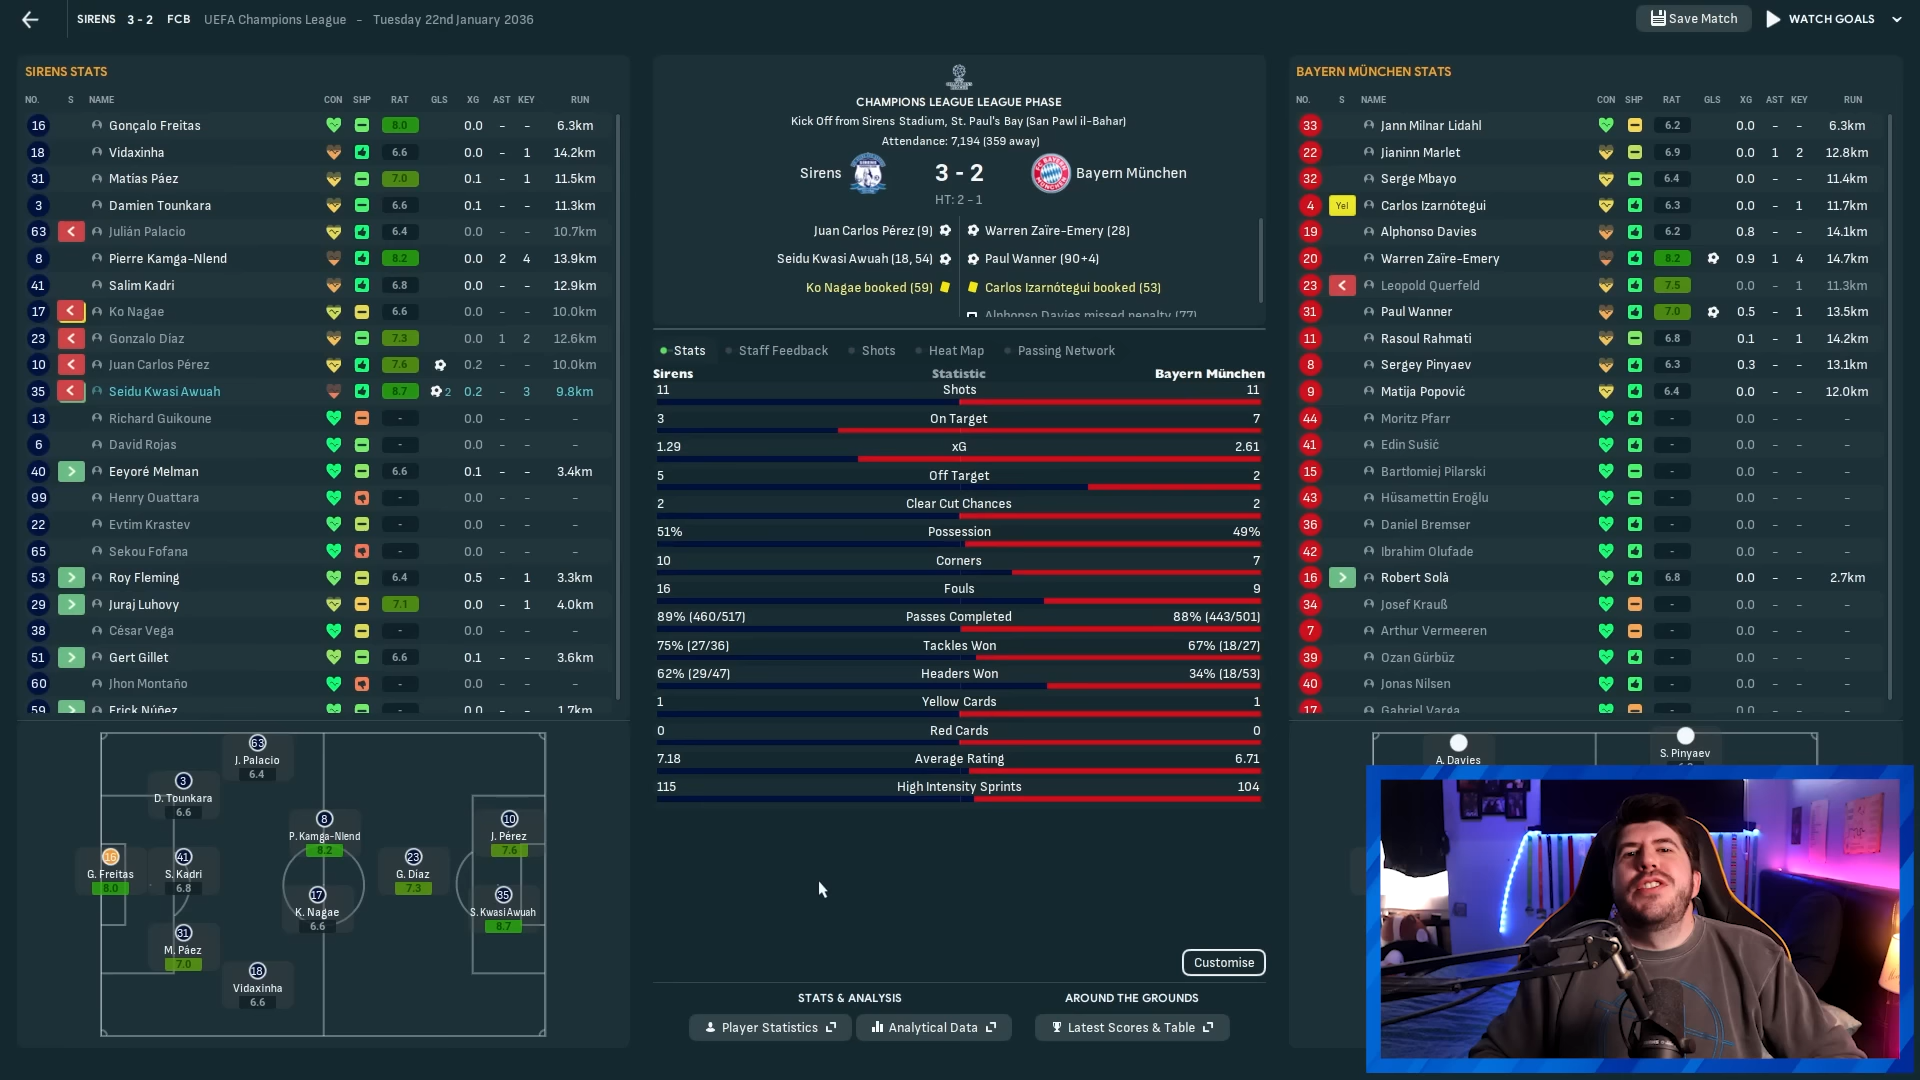 SIRENS 3 - 2 FCB UEFA Champions League - Tuesday 22nd January 2036
Save Match
WATCH GOALS
SIRENS STATS
NO. S NAME CON SHP RAT GLS XG AST KEY RUN
16 Gonçalo Freitas 8.0 0.0 - - 6.3km
18 Vidaxinha 6.6 0.0 - 1 14.2km
31 Matías Páez 7.0 0.1 - 1 11.5km
3 Damien Tounkara 6.6 0.1 - - 11.3km
63 Julián Palacio 6.4 0.0 - - 10.7km
8 Pierre Kamga-Nlend 8.2 0.0 2 4 13.9km
41 Salim Kadri 6.8 0.0 - - 12.9km
17 Ko Nagae 6.6 0.0 - - 10.0km
23 Gonzalo Díaz 7.3 0.0 1 2 12.6km
10 Juan Carlos Pérez 7.6 0.2 - - 10.0km
35 Seidu Kwasi Awuah 8.7 2 0.2 - 3 9.8km
13 Richard Guikoune - 0.0 - - -
6 David Rojas - 0.0 - - -
40 Eeyoré Melman 6.6 0.1 - - 3.4km
99 Henry Ouattara - 0.0 - - -
22 Evtim Krastev - 0.0 - - -
65 Sekou Fofana - 0.0 - - -
53 Roy Fleming 6.4 0.5 - 1 3.3km
29 Juraj Luhovy 7.1 0.0 - 1 4.0km
38 César Vega - 0.0 - - -
51 Gert Gillet 6.6 0.1 - - 3.6km
60 Jhon Montaño - 0.0 - - -
59 Erick Núñez 0.0 - - 1.7km
63
J. Palacio
6.4
3
D. Tounkara
6.6
8
P. Kamga-Nlend
8.2
10
J. Pérez
7.6
16
G. Freitas
8.0
41
S. Kadri
6.8
23
G. Díaz
7.3
17
K. Nagae
6.6
35
S. Kwasi Awuah
8.7
31
M. Páez
7.0
18
Vidaxinha
6.6
CHAMPIONS LEAGUE LEAGUE PHASE
Kick Off from Sirens Stadium, St. Paul's Bay (San Pawl il-Bahar)
Attendance: 7,194 (359 away)
Sirens 3 - 2 Bayern München
HT: 2 - 1
Juan Carlos Pérez (9) Warren Zaïre-Emery (28)
Seidu Kwasi Awuah (18, 54) Paul Wanner (90+4)
Ko Nagae booked (59) Carlos Izarnótegui booked (53)
Alphonso Davies missed penalty (77)
Stats Staff Feedback Shots Heat Map Passing Network
Sirens Statistic Bayern München
11 Shots 11
3 On Target 7
1.29 xG 2.61
5 Off Target 2
2 Clear Cut Chances 2
51% Possession 49%
10 Corners 7
16 Fouls 9
89% (460/517) Passes Completed 88% (443/501)
75% (27/36) Tackles Won 67% (18/27)
62% (29/47) Headers Won 34% (18/53)
1 Yellow Cards 1
0 Red Cards 0
7.18 Average Rating 6.71
115 High Intensity Sprints 104
Customise
STATS & ANALYSIS AROUND THE GROUNDS
Player Statistics Analytical Data Latest Scores & Table
BAYERN MÜNCHEN STATS
NO. S NAME CON SHP RAT GLS XG AST KEY RUN
33 Jann Milnar Lidahl 6.2 0.0 - - 6.3km
22 Jianinn Marlet 6.9 0.0 1 2 12.8km
32 Serge Mbayo 6.4 0.0 - - 11.4km
4 Yel Carlos Izarnótegui 6.3 0.0 - 1 11.7km
19 Alphonso Davies 6.2 0.8 - - 14.1km
20 Warren Zaïre-Emery 8.2 0.9 1 4 14.7km
23 Leopold Querfeld 7.5 0.0 - 1 11.3km
31 Paul Wanner 7.0 0.5 - 1 13.5km
11 Rasoul Rahmati 6.8 0.1 - 1 14.2km
8 Sergey Pinyaev 6.3 0.3 - - 13.1km
9 Matija Popović 6.4 0.0 - - 12.0km
44 Moritz Pfarr - 0.0 - - -
41 Edin Sušić - 0.0 - - -
15 Bartłomiej Pilarski - 0.0 - - -
43 Hüsamettin Eroğlu - 0.0 - - -
36 Daniel Bremser - 0.0 - - -
42 Ibrahim Olufade - 0.0 - - -
16 Robert Solà 6.8 0.0 - - 2.7km
34 Josef Krauß - 0.0 - - -
7 Arthur Vermeeren - 0.0 - - -
39 Ozan Gürbüz - 0.0 - - -
40 Jonas Nilsen - 0.0 - - -
17 Gabriel Varga 0.0
A. Davies
S. Pinyaev